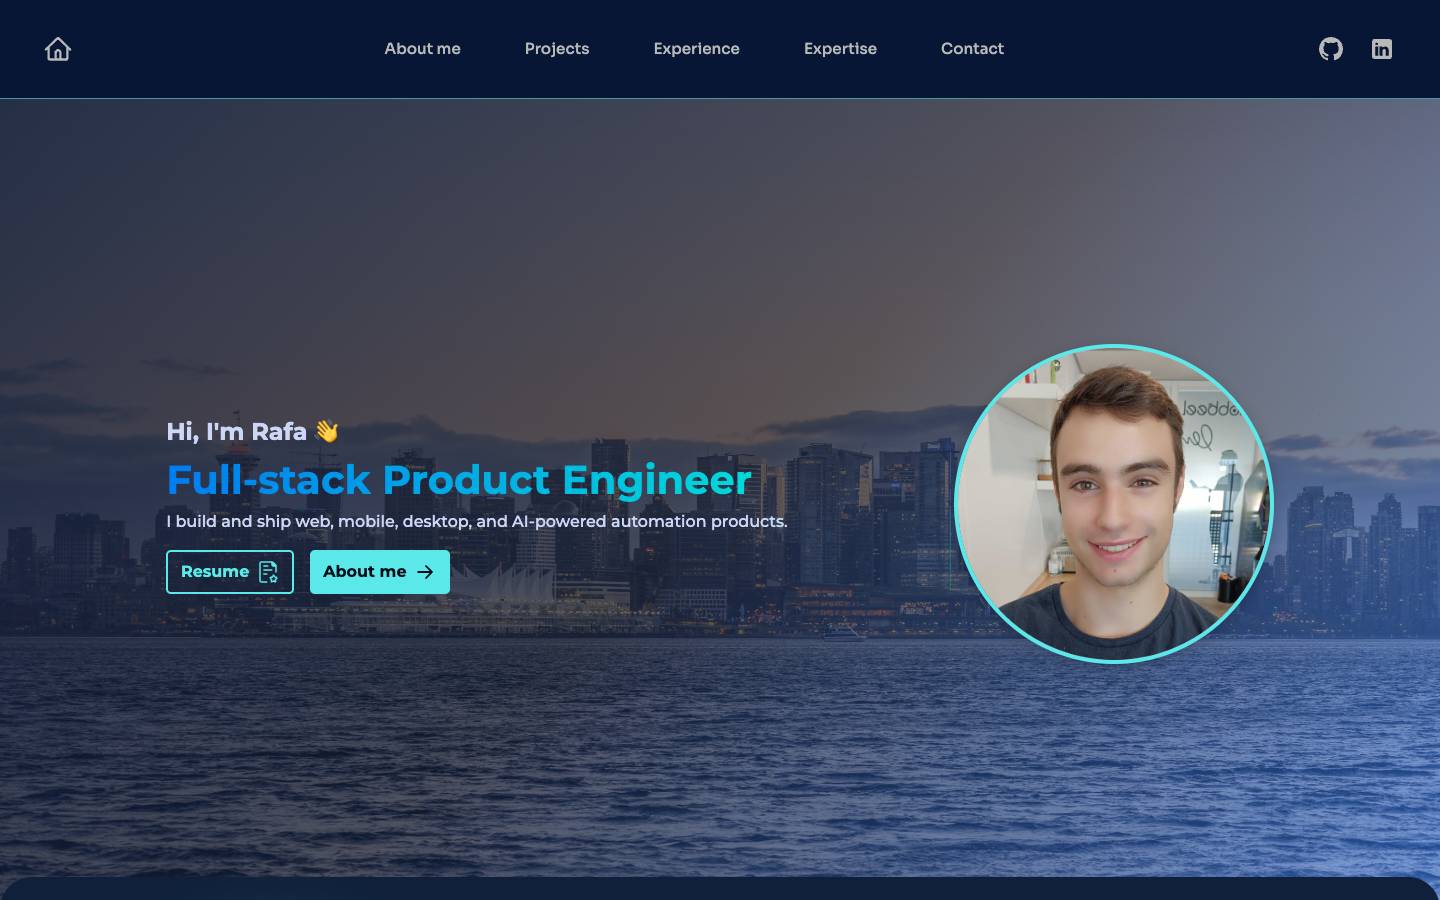 About me
Projects
Experience
Expertise
Contact
Hi, I'm Rafa 👋
Full-stack Product Engineer
I build and ship web, mobile, desktop, and AI-powered automation products.
Resume
About me →